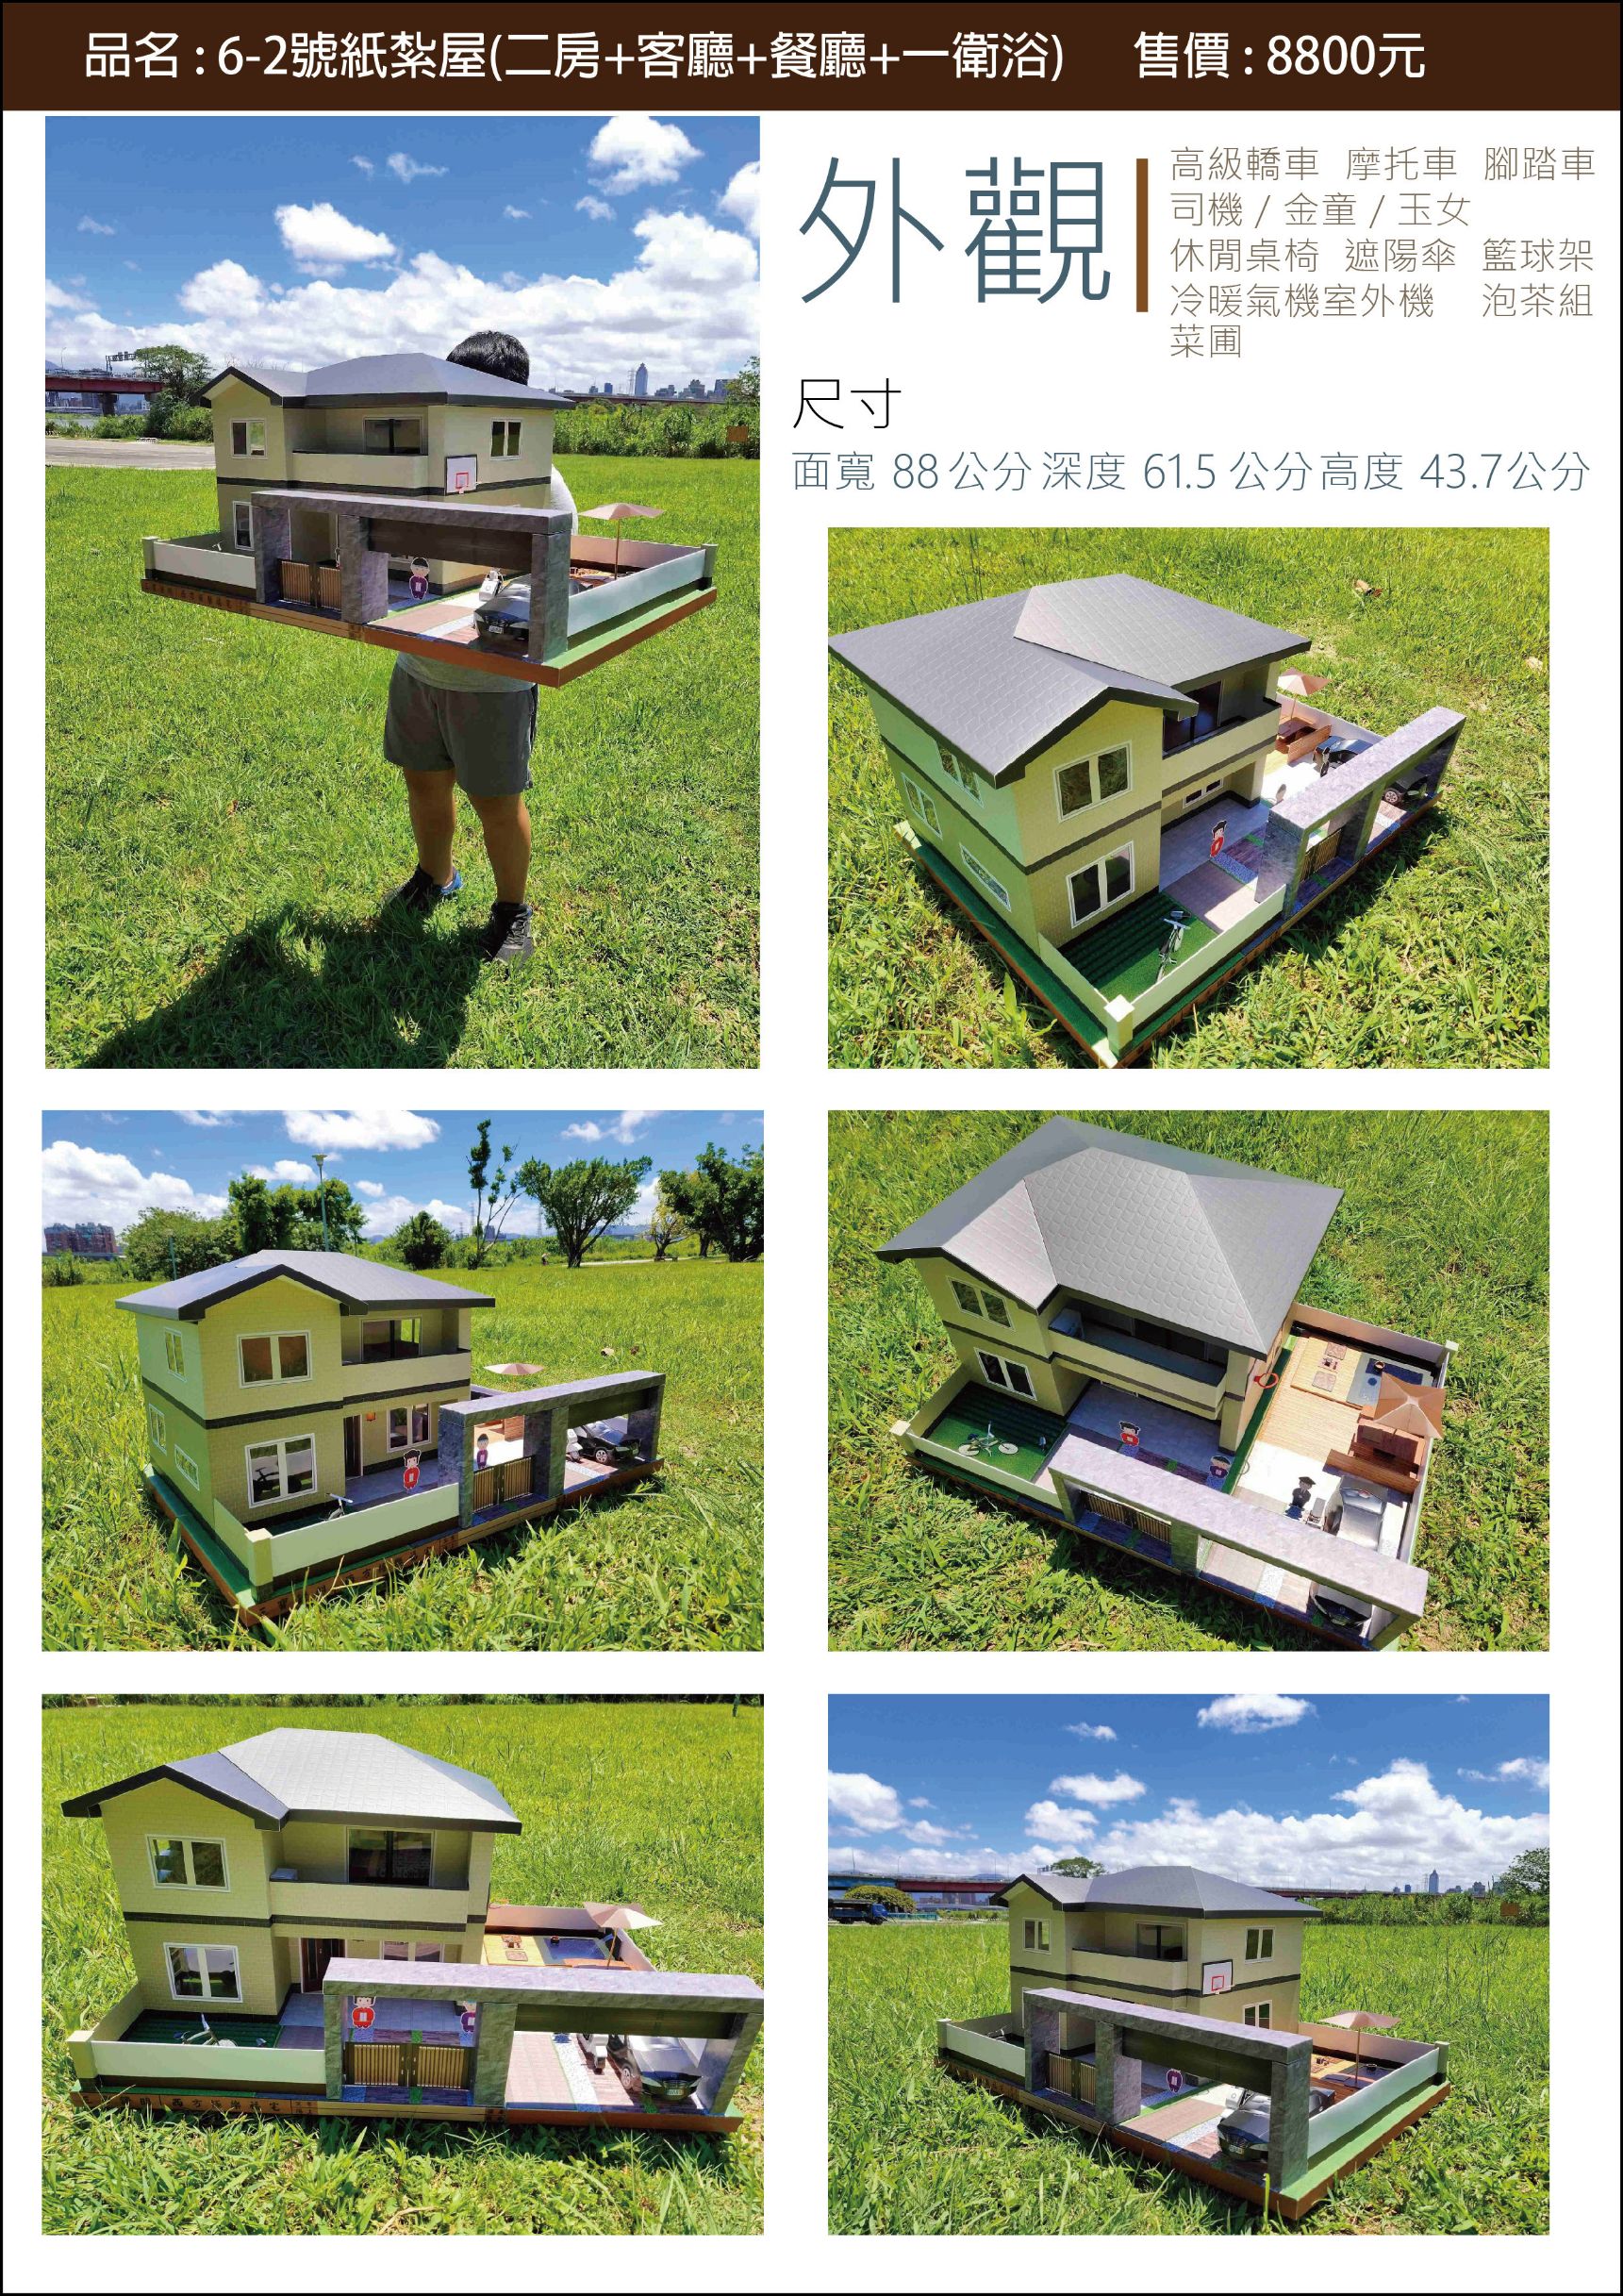 品名 : 6-2號紙紮屋(二房+客廳+餐廳+一衛浴) 售價 : 8800元
外觀
高級轎車 摩托車 腳踏車
司機 / 金童 / 玉女
休閒桌椅 遮陽傘 籃球架
冷暖氣機室外機 泡茶組
菜圃
尺寸
面寬 88 公分 深度 61.5 公分 高度 43.7公分